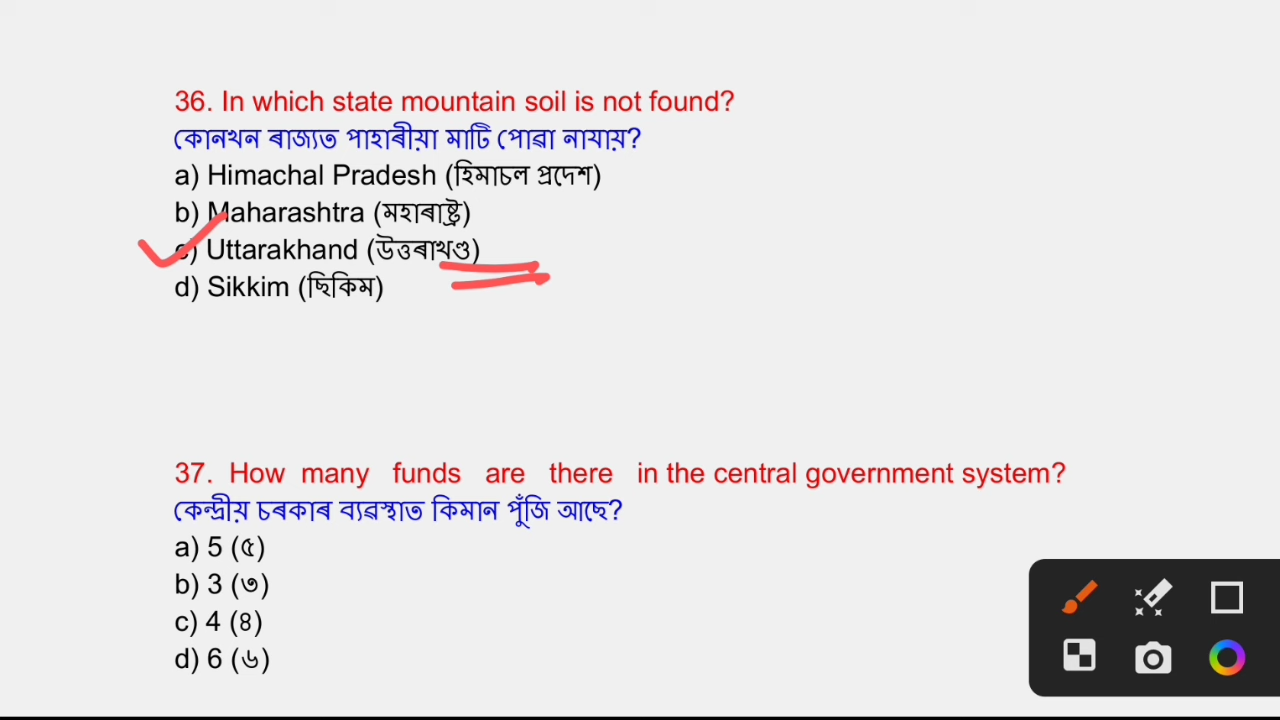 36. In which state mountain soil is not found?
কোনখন ৰাজ্যত পাহাৰীয়া মাটি পোৱা নাযায়?
a) Himachal Pradesh (হিমাচল প্ৰদেশ)
b) Maharashtra (মহাৰাষ্ট্ৰ)
c) Uttarakhand (উত্তৰাখণ্ড)
d) Sikkim (ছিকিম)
37. How many funds are there in the central government system?
কেন্দ্ৰীয় চৰকাৰ ব্যৱস্থাত কিমান পুঁজি আছে?
a) 5 (৫)
b) 3 (৩)
c) 4 (৪)
d) 6 (৬)